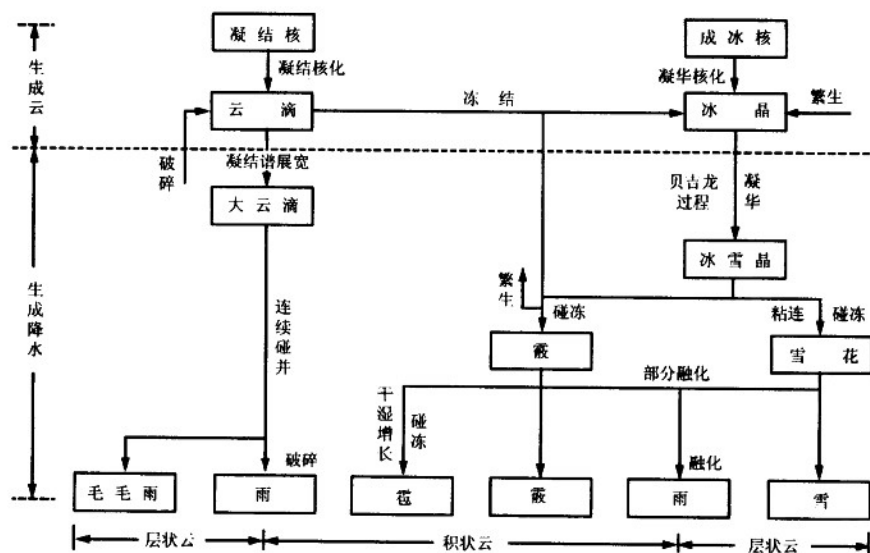 凝结核
成冰核
生成云
凝结核化
凝华核化
云滴
冻结
冰晶
繁生
破碎
凝结谱展宽
大云滴
贝吉龙
过程
凝华
冰雪晶
生成降水
连续碰并
繁生
碰冻
粘连
碰冻
霰
雪花
部分融化
干湿增长
碰冻
破碎
融化
毛毛雨
雨
雹
霰
雨
雪
层状云
积状云
层状云